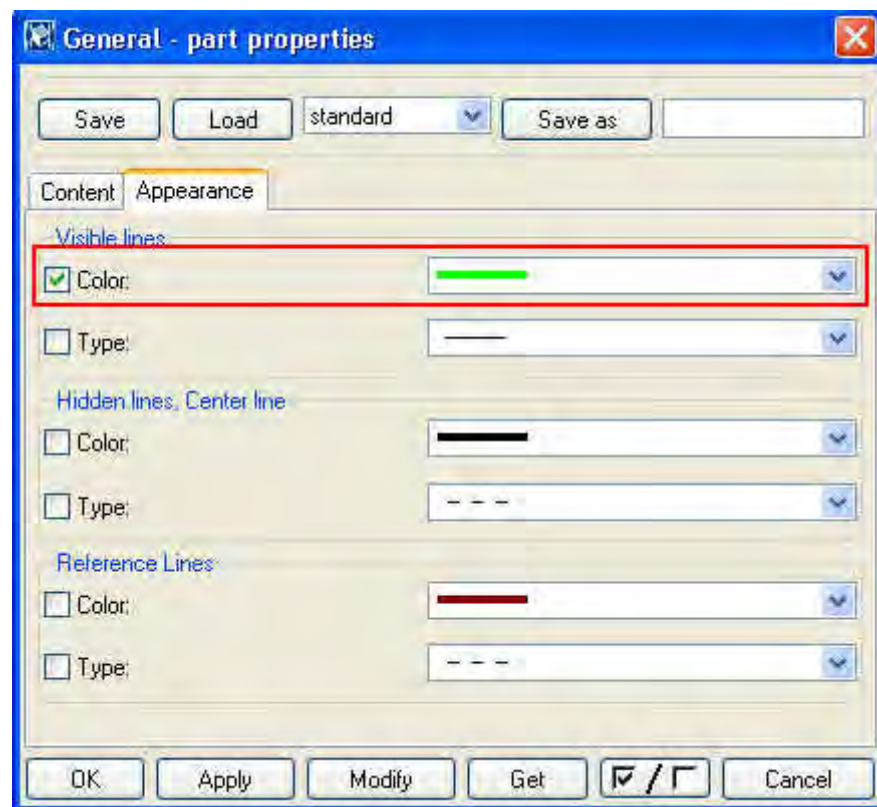 General - part properties
Save Load standard Save as
Content Appearance
Visible lines
Color:
Type:
Hidden lines, Center line
Color:
Type:
Reference Lines
Color:
Type:
OK Apply Modify Get / Cancel